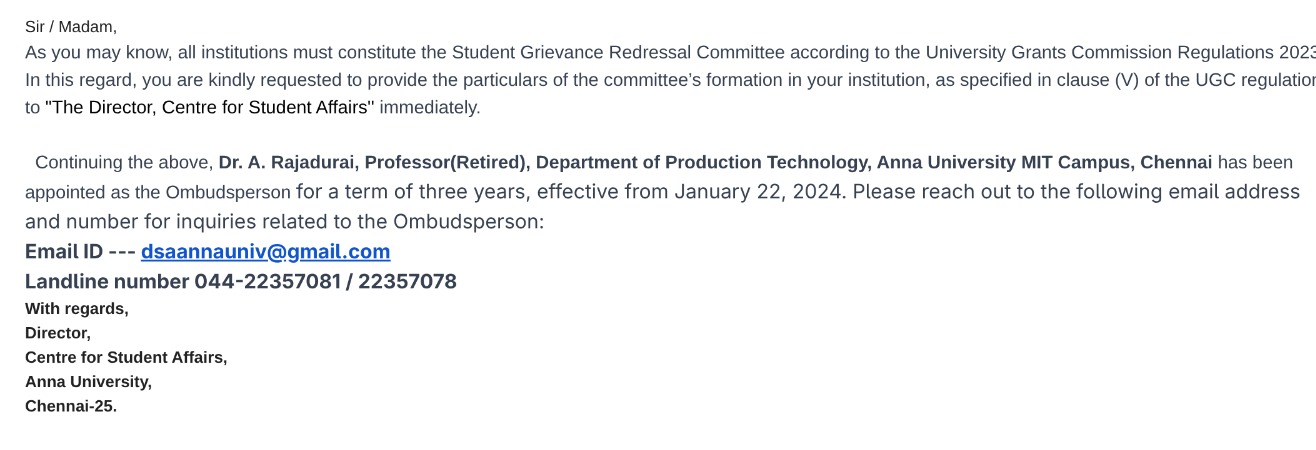 Sir / Madam,
As you may know, all institutions must constitute the Student Grievance Redressal Committee according to the University Grants Commission Regulations 2023
In this regard, you are kindly requested to provide the particulars of the committee's formation in your institution, as specified in clause (V) of the UGC regulation
to "The Director, Centre for Student Affairs" immediately.
Continuing the above, Dr. A. Rajadurai, Professor(Retired), Department of Production Technology, Anna University MIT Campus, Chennai has been
appointed as the Ombudsperson for a term of three years, effective from January 22, 2024. Please reach out to the following email address
and number for inquiries related to the Ombudsperson:
Email ID --- dsaannauniv@gmail.com
Landline number 044-22357081 / 22357078
With regards,
Director,
Centre for Student Affairs,
Anna University,
Chennai-25.